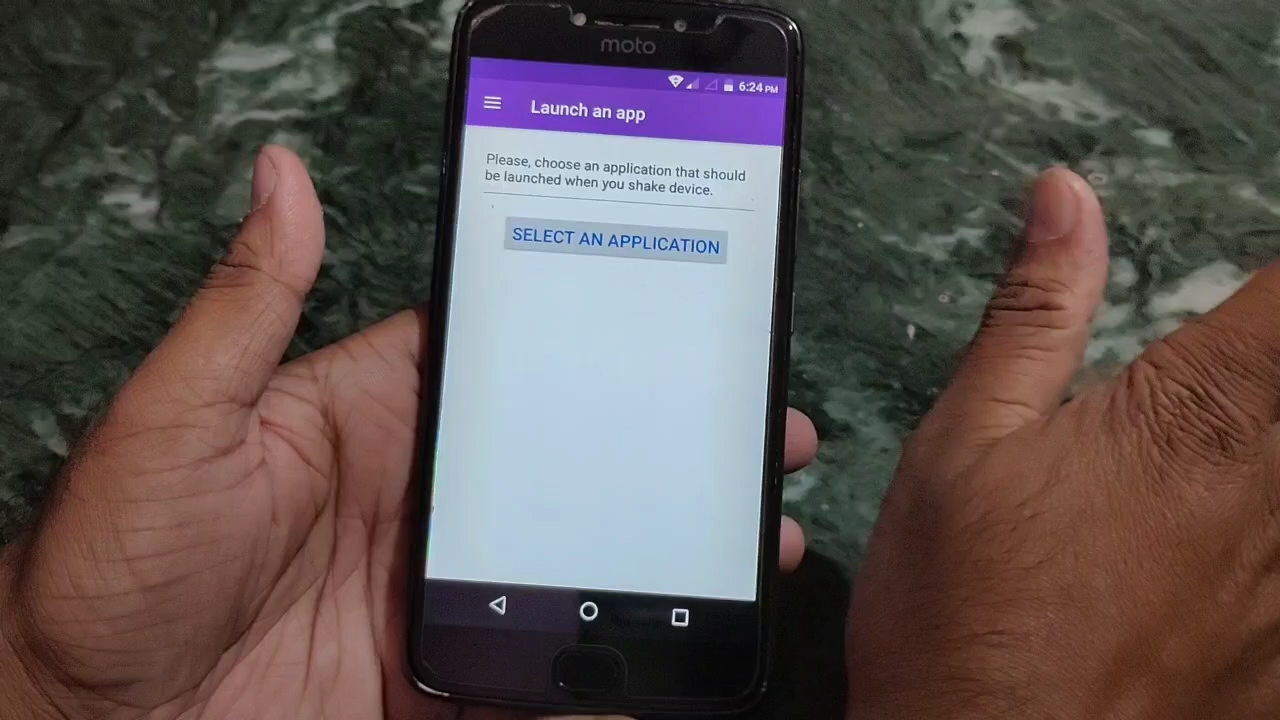 moto
6:24 PM
Launch an app
Please, choose an application that should
be launched when you shake device.
SELECT AN APPLICATION